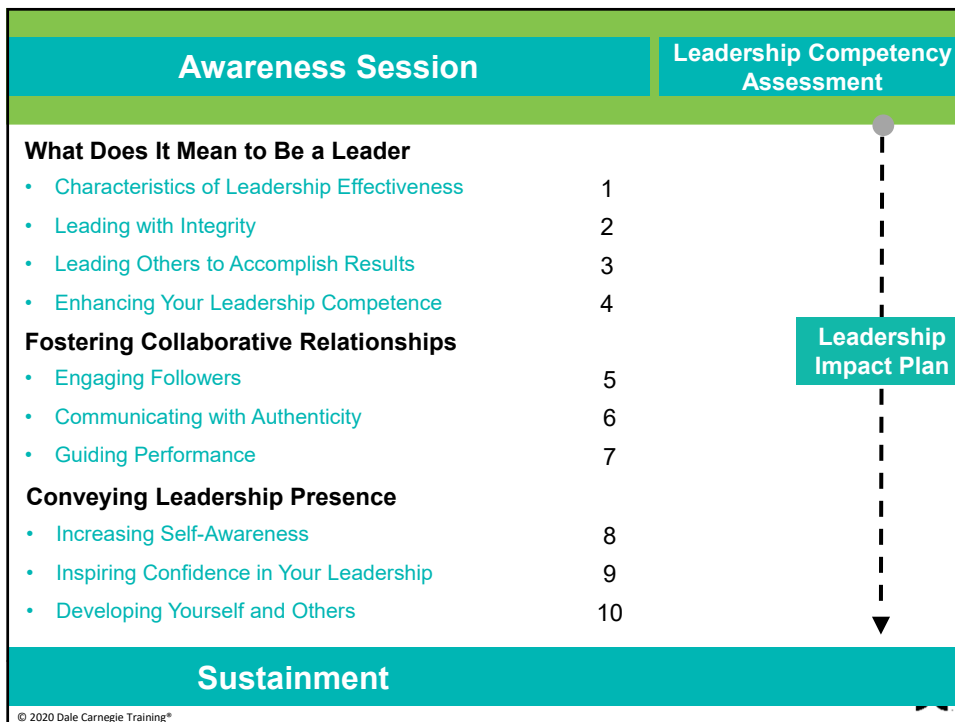 Awareness Session
Leadership Competency
Assessment
What Does It Mean to Be a Leader
• Characteristics of Leadership Effectiveness 1
• Leading with Integrity 2
• Leading Others to Accomplish Results 3
• Enhancing Your Leadership Competence 4
Fostering Collaborative Relationships
• Engaging Followers 5
• Communicating with Authenticity 6
• Guiding Performance 7
Leadership
Impact Plan
Conveying Leadership Presence
• Increasing Self-Awareness 8
• Inspiring Confidence in Your Leadership 9
• Developing Yourself and Others 10
Sustainment
© 2020 Dale Carnegie Training®